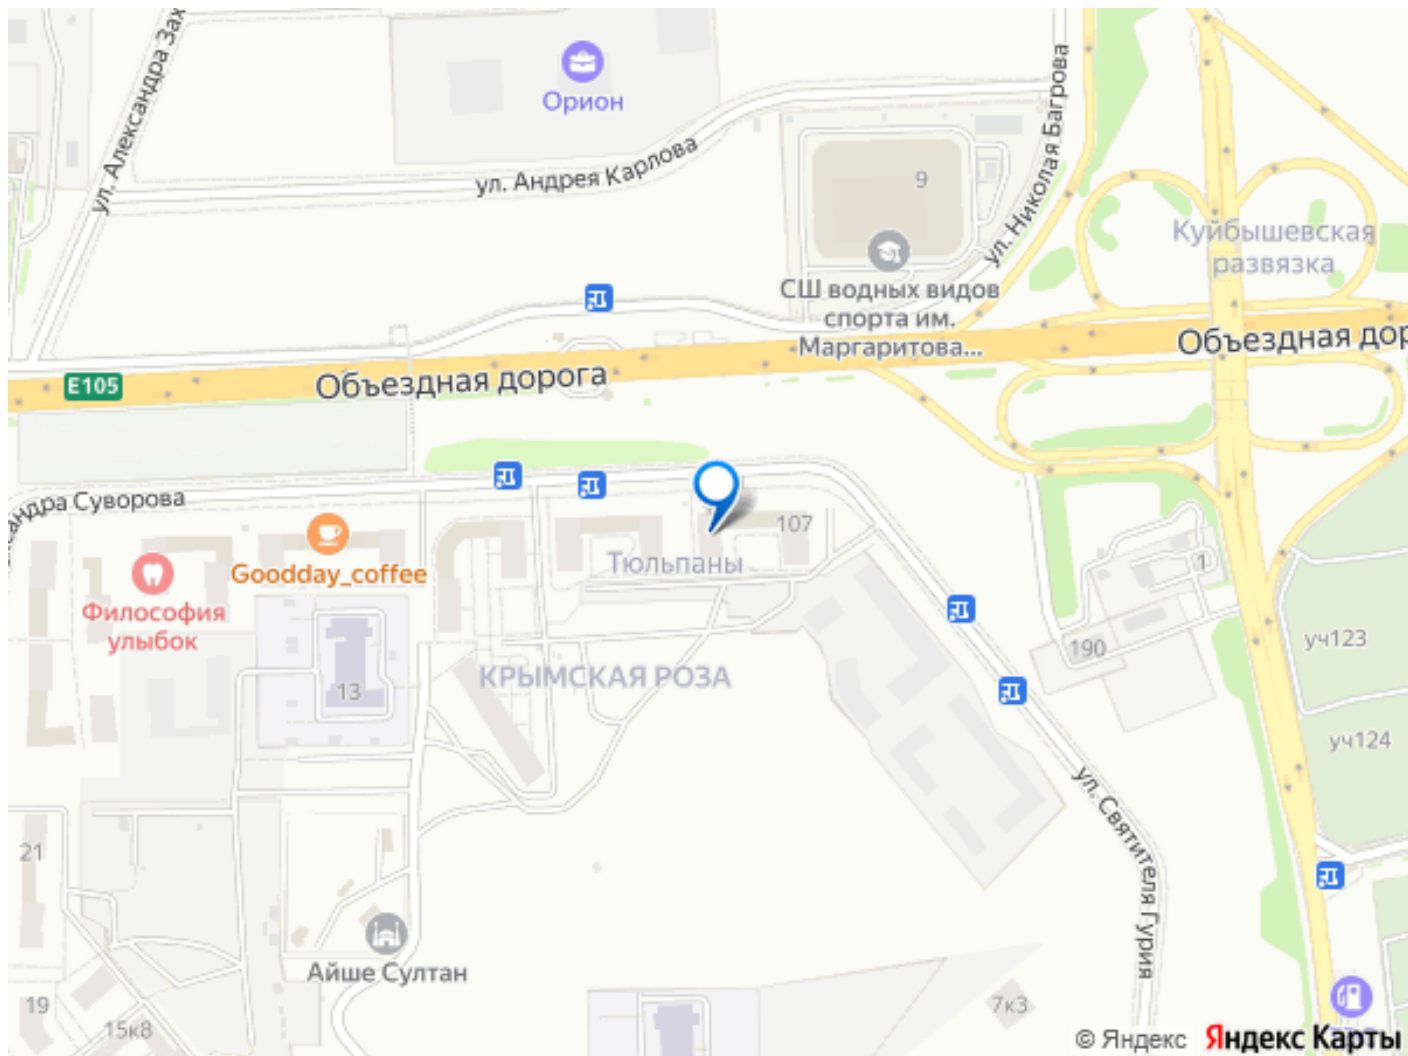 ул. Александра Зах
Орион
ул. Андрея Карлова
ул. Николая Багрова
9
Куйбышевская
развязка
СШ водных видов
спорта им.
Маргаритова...
Объездная дор
E105
Объездная дорога
ксандра Суворова
107
Goodday_coffee
Тюльпаны
1
Философия
улыбок
190
уч123
13
КРЫМСКАЯ РОЗА
уч124
ул. Святителя Гурия
21
Айше Султан
19
15к8
7к3
© Яндекс Яндекс Карты